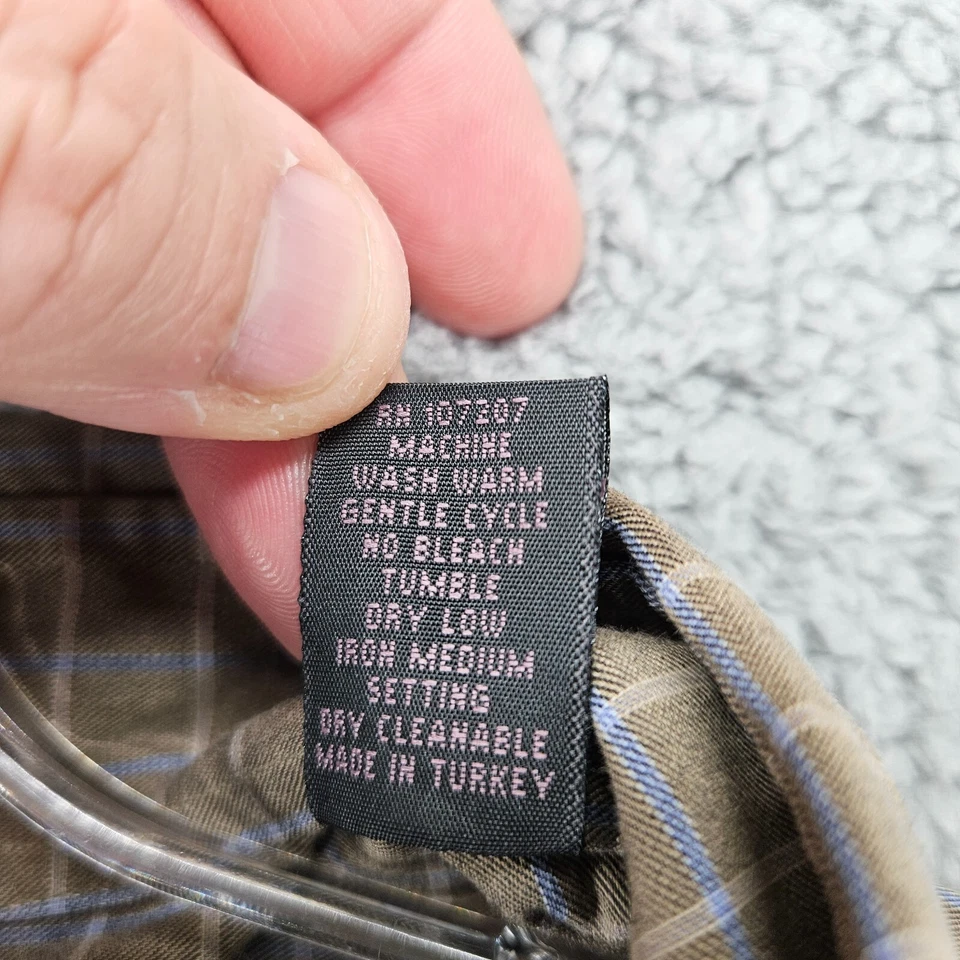 RN 107307
MACHINE
WASH WARM
GENTLE CYCLE
NO BLEACH
TUMBLE
DRY LOW
IRON MEDIUM
SETTING
DRY CLEANABLE
MADE IN TURKEY